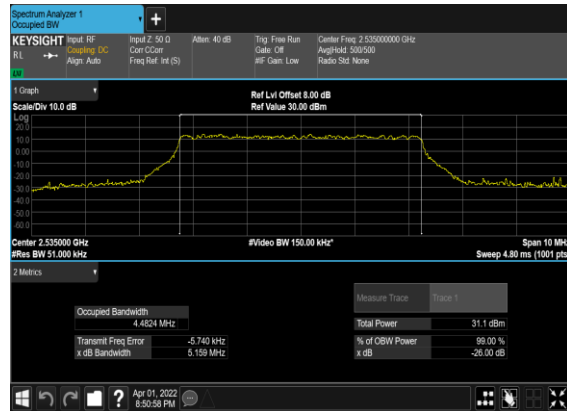 Spectrum Analyzer 1
Occupied BW
+
KEYSIGHT Input: RF Input Z: 50 Ω Atten: 40 dB Trig: Free Run Center Freq: 2.535000000 GHz
RL Coupling: DC Corr CCorr Gate: Off Avg|Hold: 500/500
Align: Auto Freq Ref: Int (S) #IF Gain: Low Radio Std: None
1 Graph
Ref Lvl Offset 8.00 dB
Scale/Div 10.0 dB Ref Value 30.00 dBm
Log
20.0
10.0
0.00
-10.0
-20.0
-30.0
-40.0
-50.0
-60.0
Center 2.535000 GHz #Video BW 150.00 kHz* Span 10 MHz
#Res BW 51.000 kHz Sweep 4.80 ms (1001 pts)
2 Metrics
Measure Trace Trace 1
Occupied Bandwidth
4.4824 MHz Total Power 31.1 dBm
Transmit Freq Error -5.740 kHz % of OBW Power 99.00 %
x dB Bandwidth 5.159 MHz x dB -26.00 dB
? Apr 01, 2022
8:50:58 PM